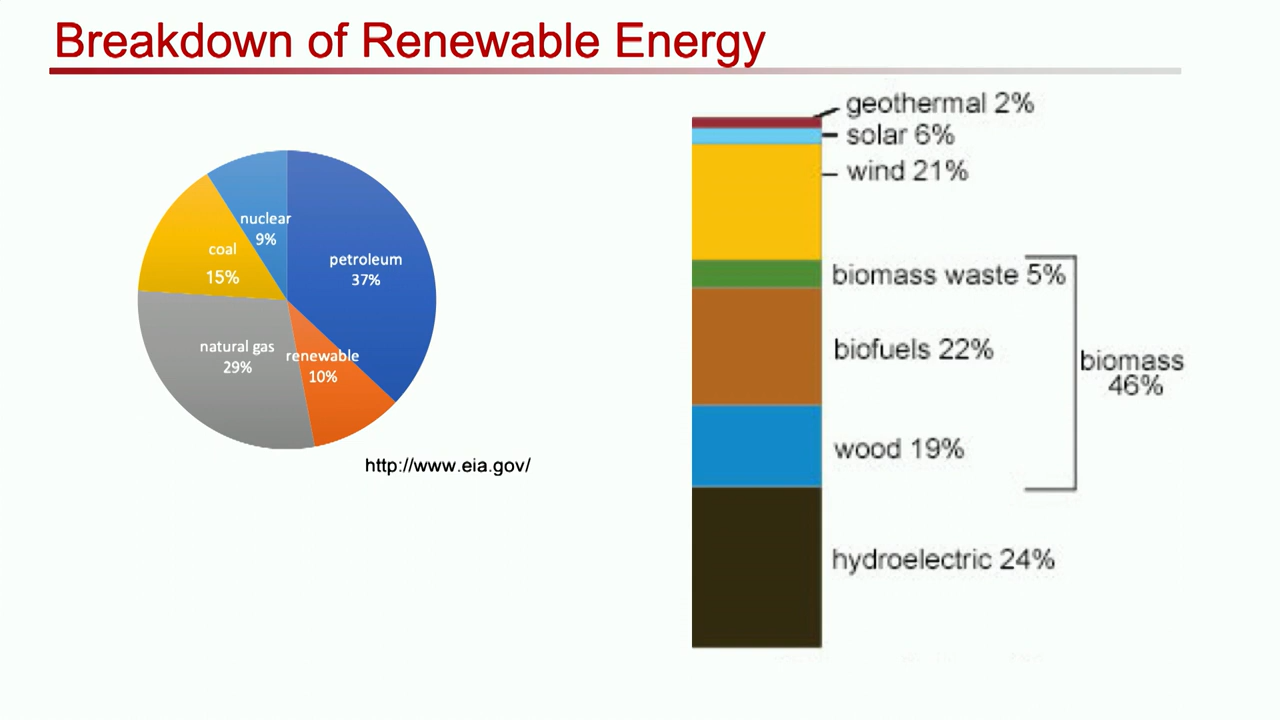 Breakdown of Renewable Energy
nuclear
9%
coal
15%
petroleum
37%
natural gas
29%
renewable
10%
http://www.eia.gov/
geothermal 2%
solar 6%
wind 21%
biomass waste 5%
biofuels 22%
biomass
46%
wood 19%
hydroelectric 24%